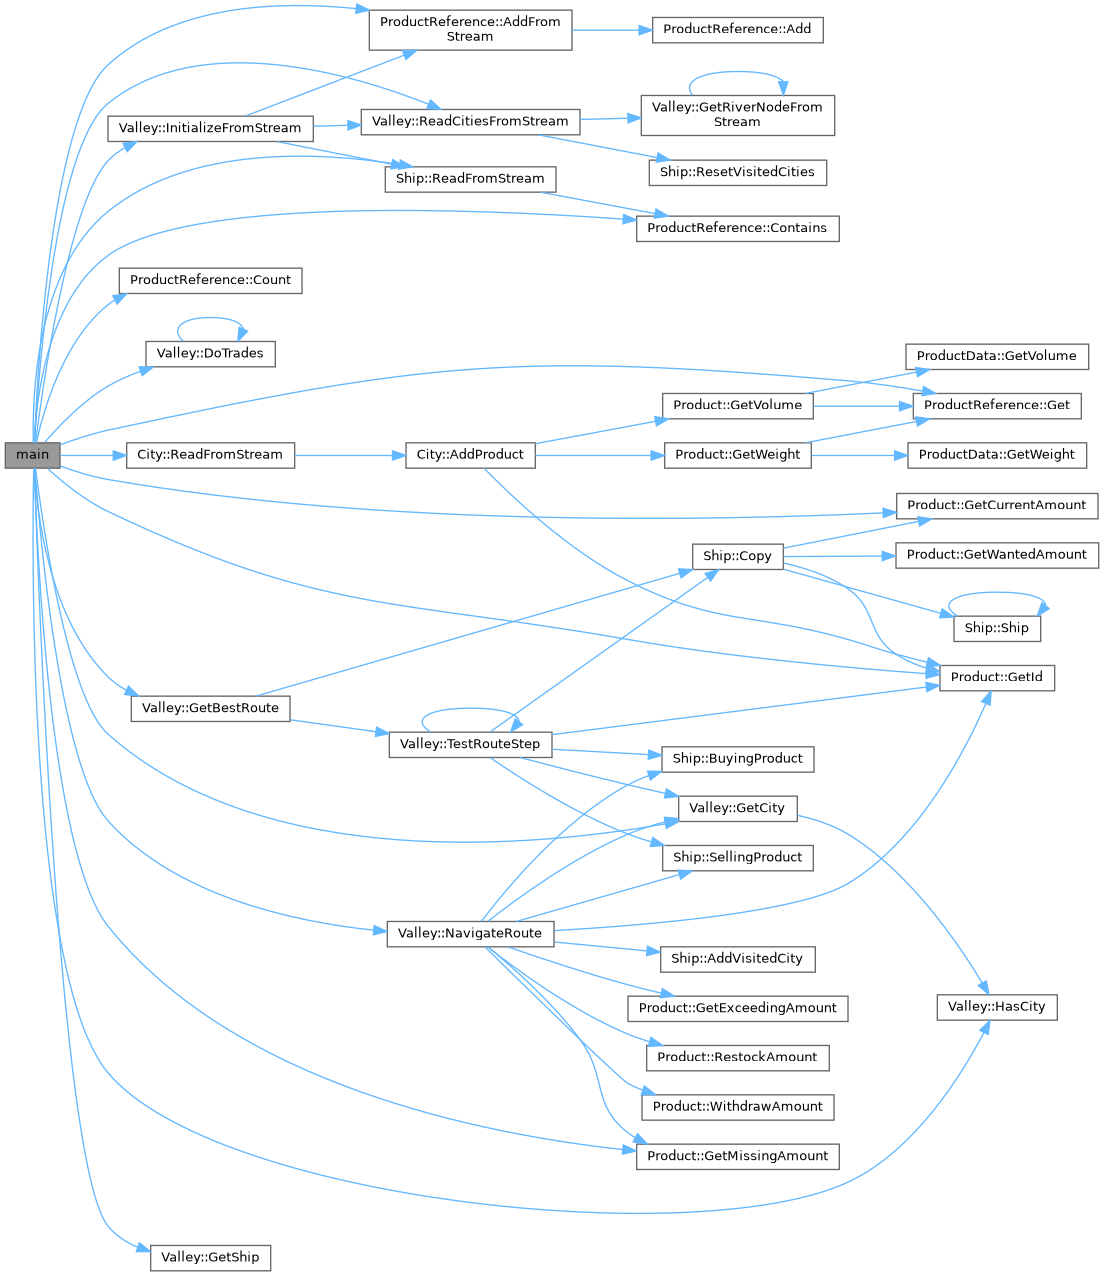 ProductReference::AddFrom
Stream
ProductReference::Add
Valley::GetRiverNodeFrom
Stream
Valley::ReadCitiesFromStream
Valley::InitializeFromStream
Ship::ResetVisitedCities
Ship::ReadFromStream
ProductReference::Contains
ProductReference::Count
Valley::DoTrades
ProductData::GetVolume
Product::GetVolume
ProductReference::Get
main
City::ReadFromStream
City::AddProduct
Product::GetWeight
ProductData::GetWeight
Product::GetCurrentAmount
Ship::Copy
Product::GetWantedAmount
Ship::Ship
Product::GetId
Valley::GetBestRoute
Valley::TestRouteStep
Ship::BuyingProduct
Valley::GetCity
Ship::SellingProduct
Valley::NavigateRoute
Ship::AddVisitedCity
Product::GetExceedingAmount
Valley::HasCity
Product::RestockAmount
Product::WithdrawAmount
Product::GetMissingAmount
Valley::GetShip